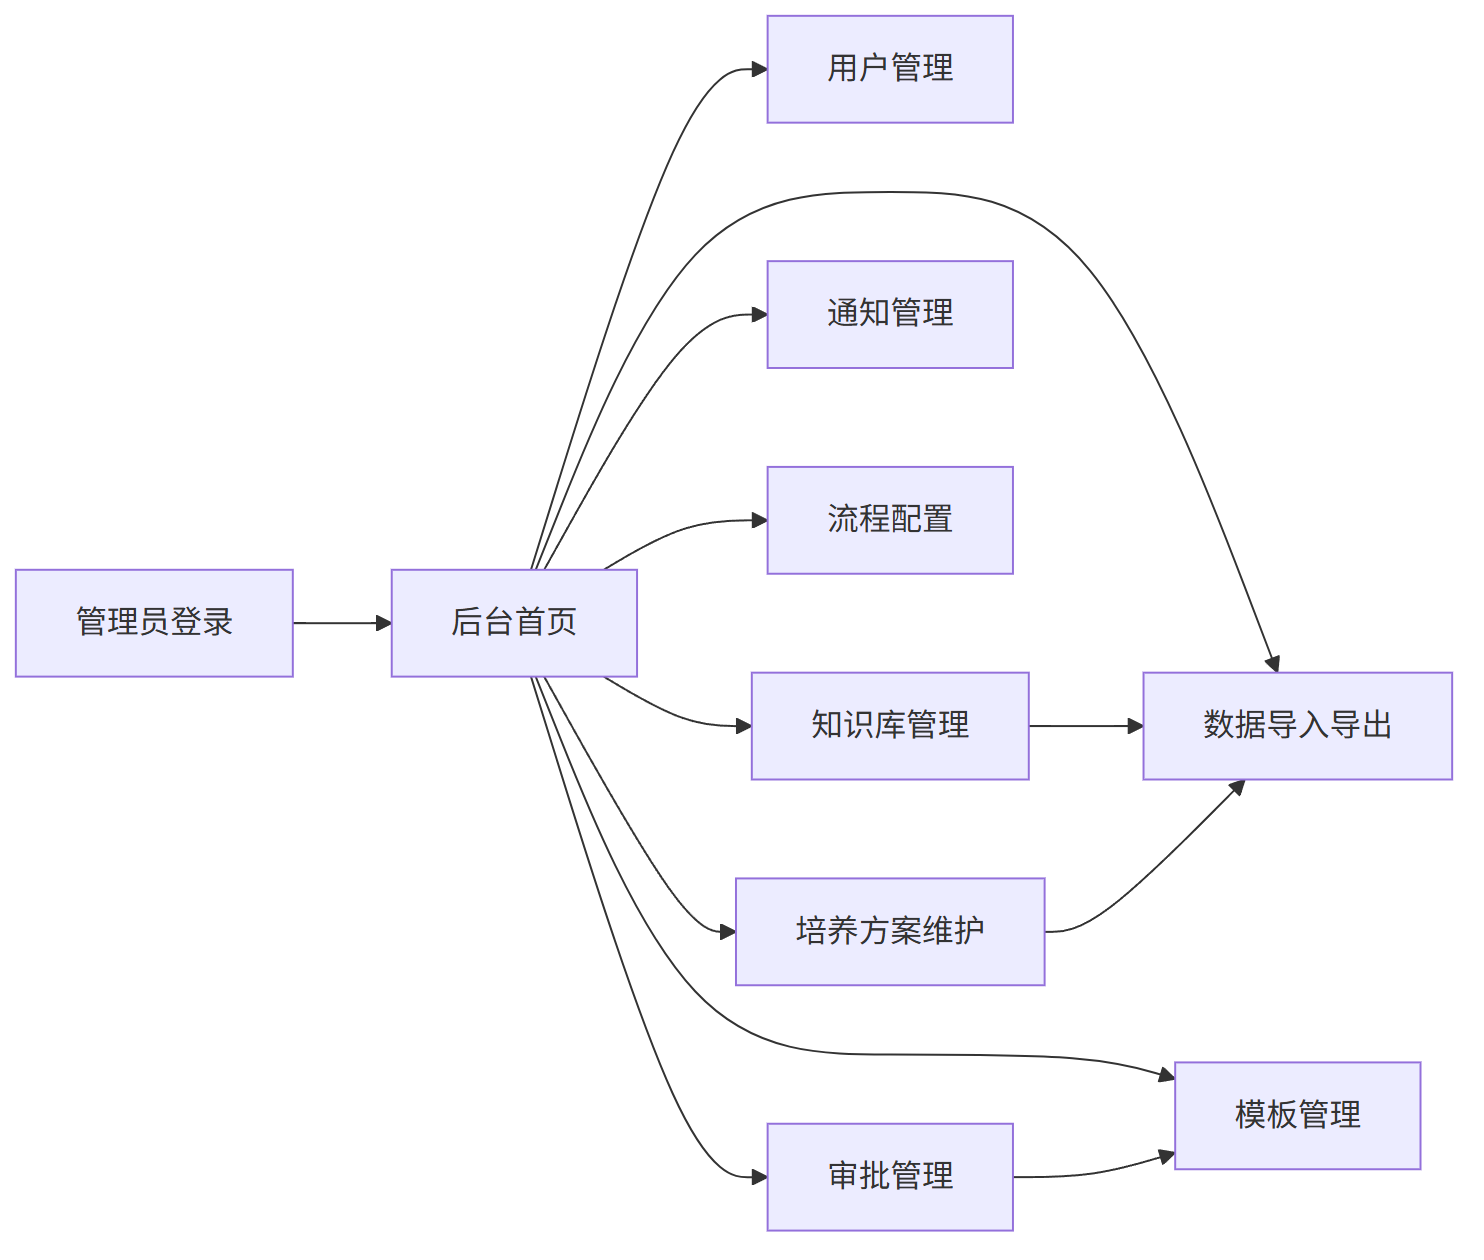 用户管理
通知管理
流程配置
管理员登录
后台首页
知识库管理
数据导入导出
培养方案维护
模板管理
审批管理